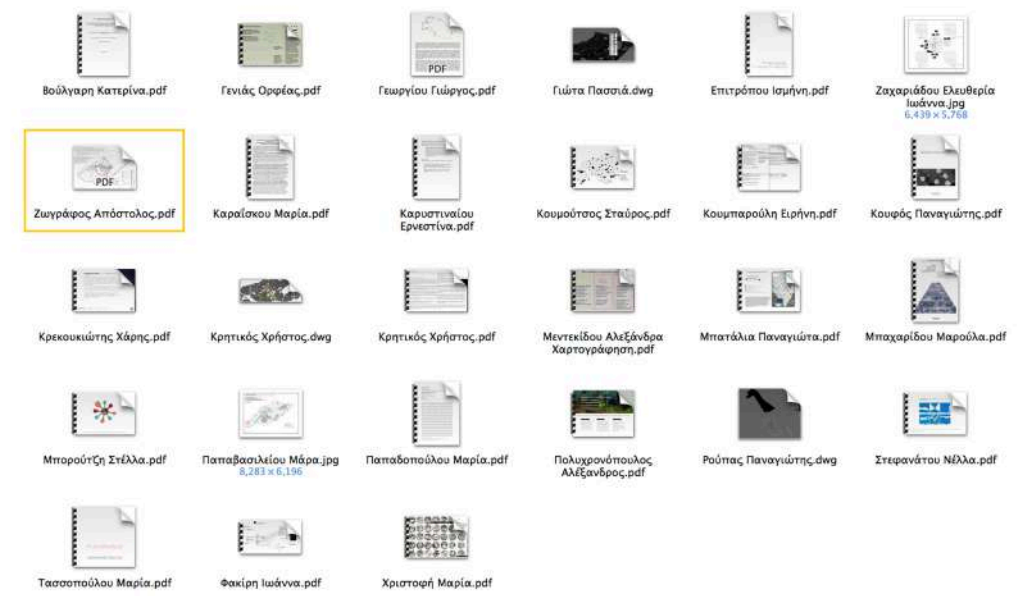 Βούλγαρη Κατερίνα.pdf
Γενιάς Ορφέας.pdf
PDF
Γεωργίου Γιώργος.pdf
Γιώτα Πασσιά.dwg
Επιτρόπου Ισμήνη.pdf
Ζαχαριάδου Ελευθερία
Ιωάννα.jpg
6,439 × 5,768
PDF
Ζωγράφος Απόστολος.pdf
Καραΐσκου Μαρία.pdf
Καρυστιναίου
Ερνεστίνα.pdf
Κουμούτσος Σταύρος.pdf
Κουμπαρούλη Ειρήνη.pdf
Κουφός Παναγιώτης.pdf
Κρεκουκιώτης Χάρης.pdf
Κρητικός Χρήστος.dwg
Κρητικός Χρήστος.pdf
Μεντεκίδου Αλεξάνδρα
Χαρτογράφηση.pdf
Μπατάλια Παναγιώτα.pdf
Μπαχαρίδου Μαρούλα.pdf
Μπορούτζη Στέλλα.pdf
Παπαβασιλείου Μάρα.jpg
8,283 × 6,196
Παπαδοπούλου Μαρία.pdf
Πολυχρονόπουλος
Αλέξανδρος.pdf
Ρούπας Παναγιώτης.dwg
Στεφανάτου Νέλλα.pdf
Τασσοπούλου Μαρία.pdf
Φακίρη Ιωάννα.pdf
Χριστοφή Μαρία.pdf